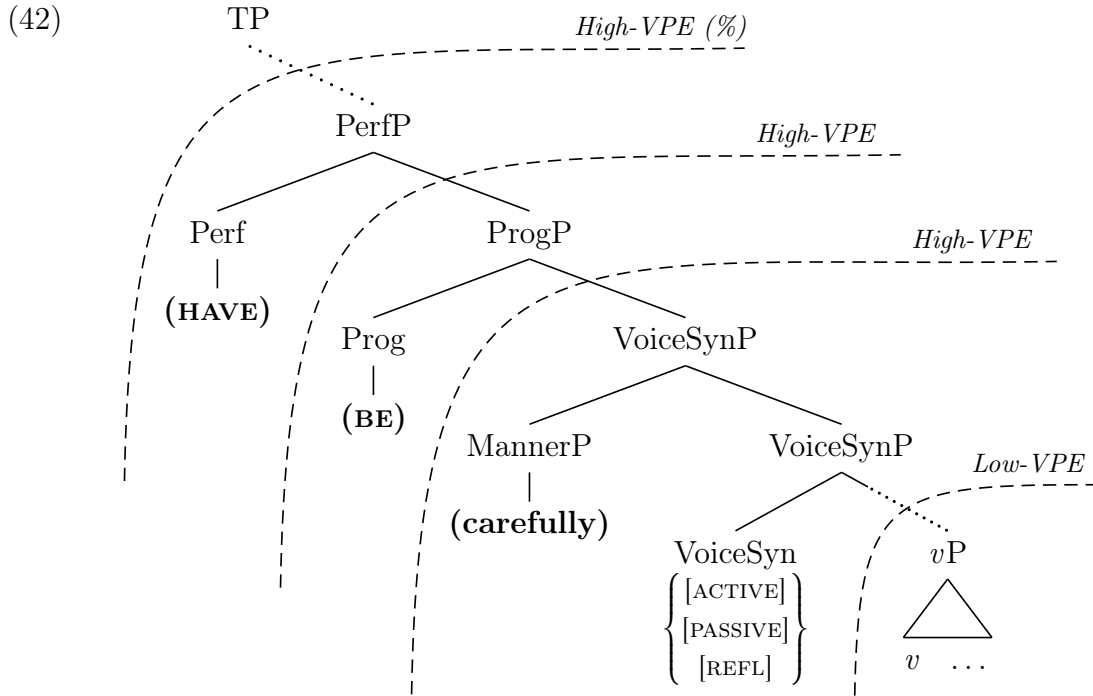 (42)
TP
High-VPE (%)
PerfP
High-VPE
Perf
ProgP
High-VPE
(HAVE)
Prog
VoiceSynP
(BE)
MannerP
VoiceSynP
Low-VPE
(carefully)
VoiceSyn
vP
[ACTIVE]
[PASSIVE]
[REFL]
v ...